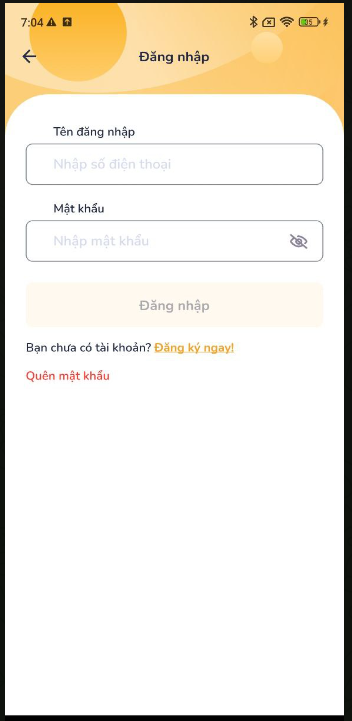 7:04
Đăng nhập
Tên đăng nhập
Nhập số điện thoại
Mật khẩu
Nhập mật khẩu
Đăng nhập
Bạn chưa có tài khoản? Đăng ký ngay!
Quên mật khẩu